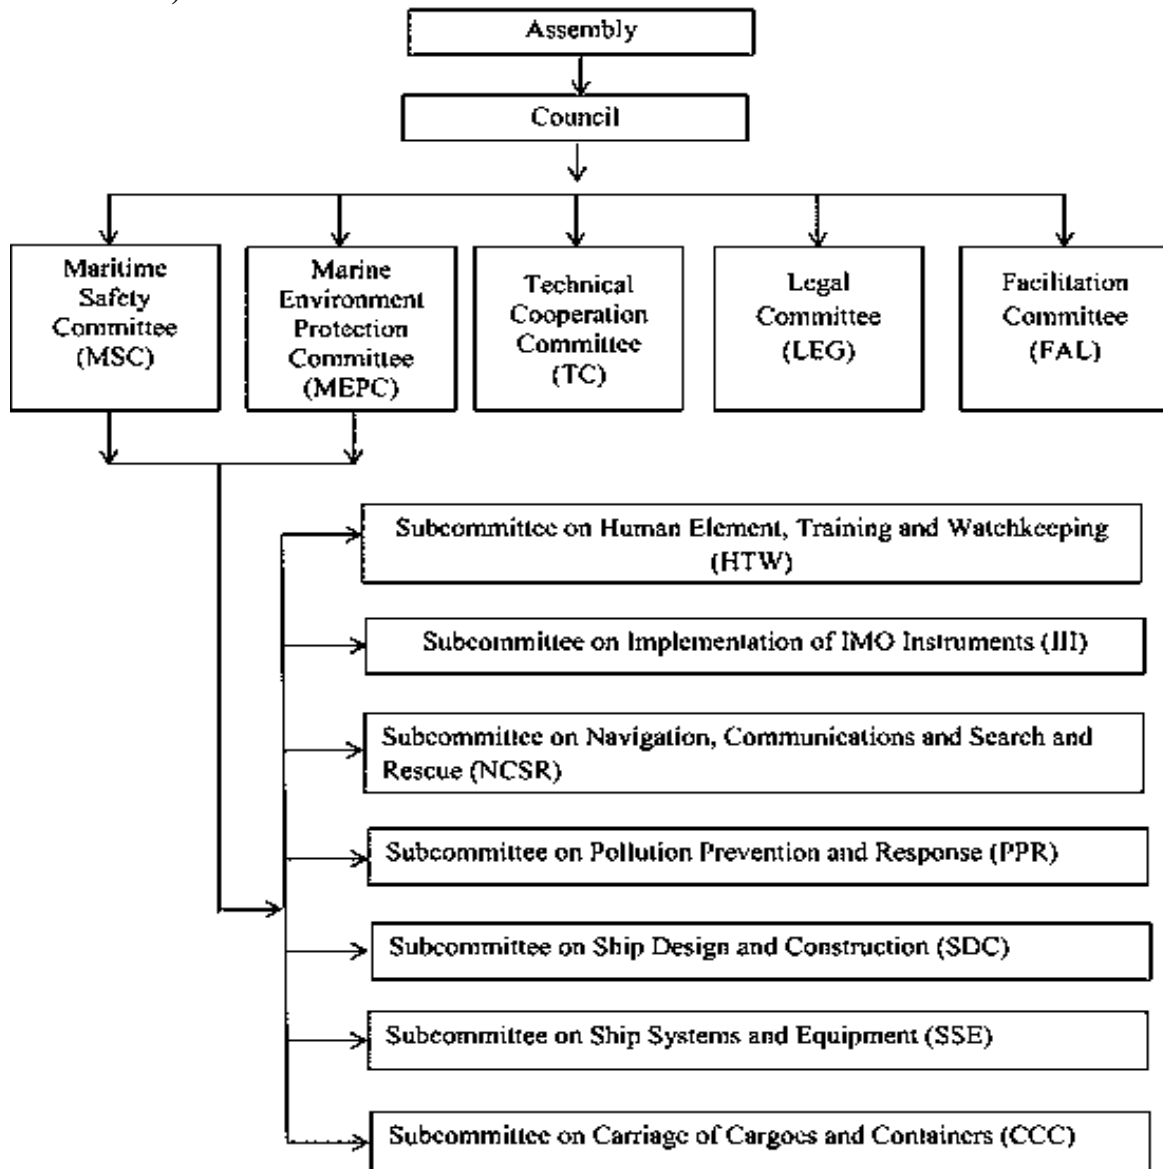 Assembly
Council
Maritime
Safety
Committee
(MSC)
Marine
Environment
Protection
Committee
(MEPC)
Technical
Cooperation
Committee
(TC)
Legal
Committee
(LEG)
Facilitation
Committee
(FAL)
Subcommittee on Human Element, Training and Watchkeeping
(HTW)
Subcommittee on Implementation of IMO Instruments (III)
Subcommittee on Navigation, Communications and Search and
Rescue (NCSR)
Subcommittee on Pollution Prevention and Response (PPR)
Subcommittee on Ship Design and Construction (SDC)
Subcommittee on Ship Systems and Equipment (SSE)
Subcommittee on Carriage of Cargoes and Containers (CCC)